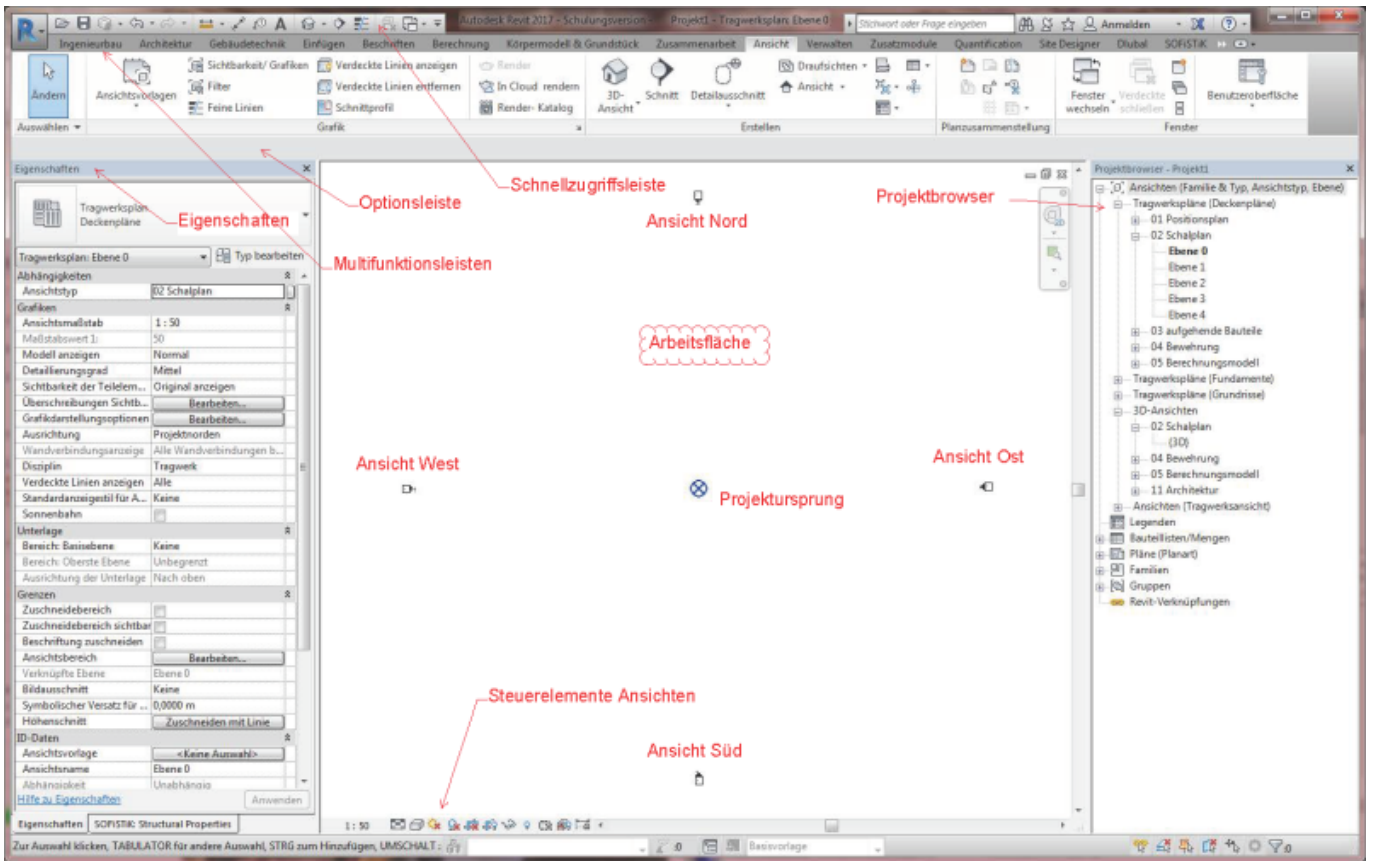 Autodesk Revit 2017 - Schulungsversion - Projekt1 - Tragwerksplan: Ebene 0
Stichwort oder Frage eingeben
Anmelden
Ingenieurbau Architektur Gebäudetechnik Einfügen Beschriften Berechnung Körpermodell & Grundstück Zusammenarbeit Ansicht Verwalten Zusatzmodule Quantification Site Designer Dlubal SOFiSTiK
Ändern
Ansichtsvorlagen
Sichtbarkeit/ Grafiken
Filter
Feine Linien
Verdeckte Linien anzeigen
Verdeckte Linien entfernen
Schnittprofil
Render
In Cloud rendern
Render- Katalog
3D-
Ansicht
Schnitt
Detailausschnitt
Draufsichten
Ansicht
Fenster
wechseln
Verdeckte
schließen
Benutzeroberfläche
Auswählen
Grafik
Erstellen
Planzusammenstellung
Fenster
Eigenschaften
Tragwerksplan
Deckenpläne
Eigenschaften
Tragwerksplan: Ebene 0
Typ bearbeiten
Abhängigkeiten
Ansichtstyp 02 Schalplan
Grafiken
Ansichtsmaßstab 1 : 50
Maßstabswert 1: 50
Modell anzeigen Normal
Detaillierungsgrad Mittel
Sichtbarkeit der Teilelem... Original anzeigen
Überschreibungen Sichtb... Bearbeiten...
Grafikdarstellungsoptionen Bearbeiten...
Ausrichtung Projektnorden
Wandverbindungsanzeige Alle Wandverbindungen b...
Disziplin Tragwerk
Verdeckte Linien anzeigen Alle
Standardanzeigestil für A... Keine
Sonnenbahn
Unterlage
Bereich: Basisebene Keine
Bereich: Oberste Ebene Unbegrenzt
Ausrichtung der Unterlage Nach oben
Grenzen
Zuschneidebereich
Zuschneidebereich sichtbar
Beschriftung zuschneiden
Ansichtsbereich Bearbeiten...
Verknüpfte Ebene Ebene 0
Bildausschnitt Keine
Symbolischer Versatz für ... 0,0000 m
Höhenschnitt Zuschneiden mit Linie
ID-Daten
Ansichtsvorlage <Keine Auswahl>
Ansichtsname Ebene 0
Abhängigkeit Unabhängig
Hilfe zu Eigenschaften
Anwenden
Eigenschaften SOFiSTiK: Structural Properties
Schnellzugriffsleiste
Optionsleiste
Multifunktionsleisten
Ansicht Nord
Projektbrowser
Arbeitsfläche
Ansicht West
Ansicht Ost
Projektursprung
Steuerelemente Ansichten
Ansicht Süd
2D
1 : 50
Projektbrowser - Projekt1
Ansichten (Familie & Typ, Ansichtstyp, Ebene)
Tragwerkspläne (Deckenpläne)
01 Positionsplan
02 Schalplan
Ebene 0
Ebene 1
Ebene 2
Ebene 3
Ebene 4
03 aufgehende Bauteile
04 Bewehrung
05 Berechnungsmodell
Tragwerkspläne (Fundamente)
Tragwerkspläne (Grundrisse)
3D-Ansichten
02 Schalplan
{3D}
04 Bewehrung
05 Berechnungsmodell
11 Architektur
Ansichten (Tragwerksansicht)
Legenden
Bauteillisten/Mengen
Pläne (Planart)
Familien
Gruppen
Revit-Verknüpfungen
Zur Auswahl klicken, TABULATOR für andere Auswahl, STRG zum Hinzufügen, UMSCHALT
:0
Basisvorlage
:0